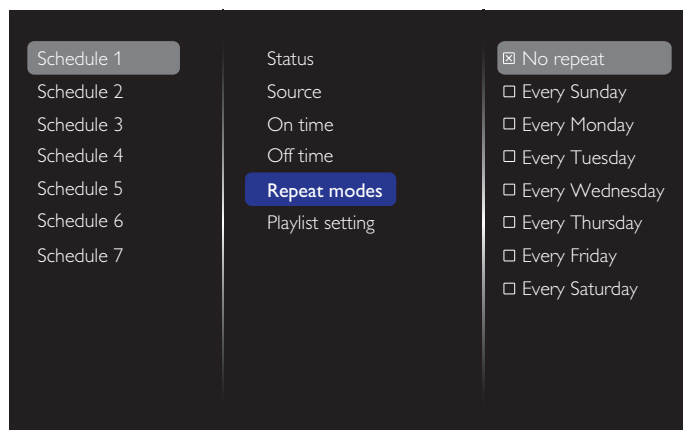 Schedule 1
Schedule 2
Schedule 3
Schedule 4
Schedule 5
Schedule 6
Schedule 7
Status
Source
On time
Off time
Repeat modes
Playlist setting
No repeat
Every Sunday
Every Monday
Every Tuesday
Every Wednesday
Every Thursday
Every Friday
Every Saturday